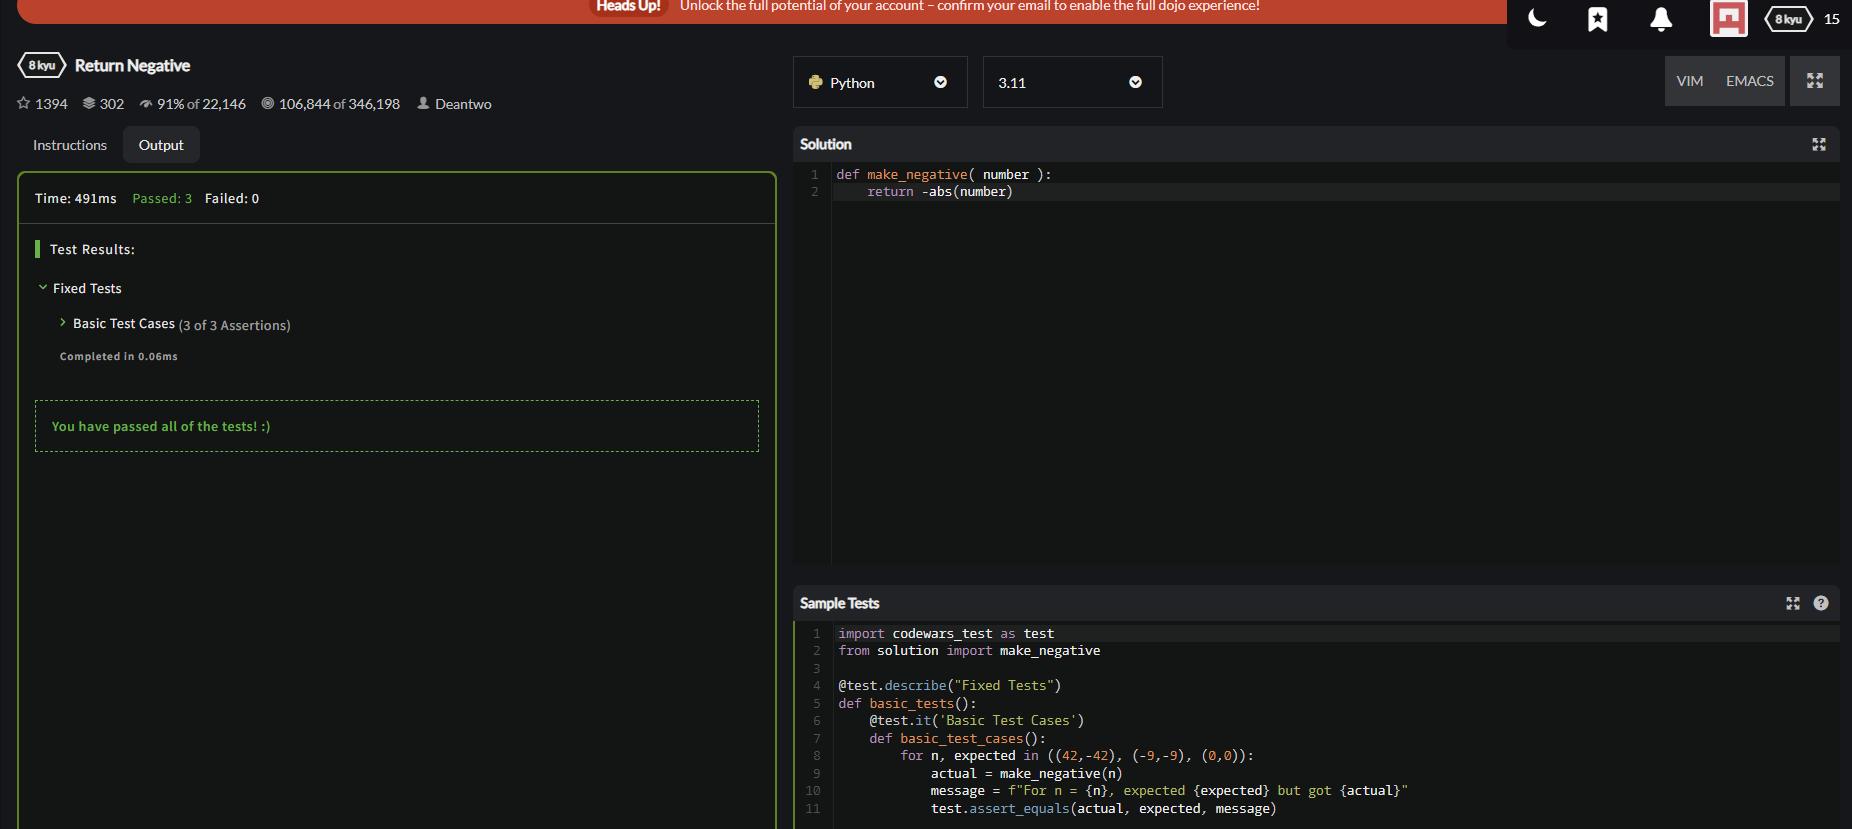 Heads Up! Unlock the full potential of your account – confirm your email to enable the full dojo experience!
8 kyu 15
8 kyu Return Negative
1394 302 91% of 22,146 106,844 of 346,198 Deantwo
Instructions Output
Time: 491ms Passed: 3 Failed: 0
Test Results:
Fixed Tests
Basic Test Cases (3 of 3 Assertions)
Completed in 0.06ms
You have passed all of the tests! :)
Python 3.11 VIM EMACS
Solution
1 def make_negative( number ):
2     return -abs(number)
Sample Tests ?
1 import codewars_test as test
2 from solution import make_negative
3
4 @test.describe("Fixed Tests")
5 def basic_tests():
6     @test.it('Basic Test Cases')
7     def basic_test_cases():
8         for n, expected in ((42,-42), (-9,-9), (0,0)):
9             actual = make_negative(n)
10             message = f"For n = {n}, expected {expected} but got {actual}"
11             test.assert_equals(actual, expected, message)